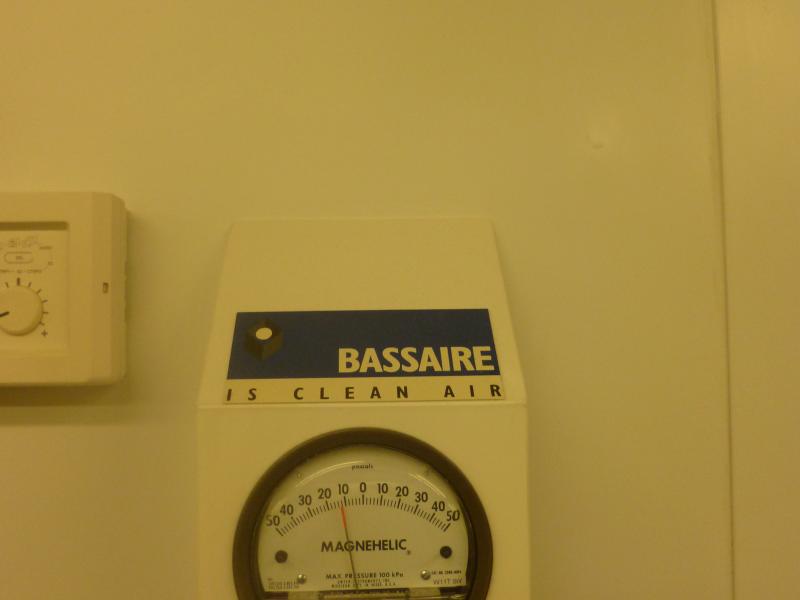 BASSAIRE
IS CLEAN AIR
pascals
50 40 30 20 10 0 10 20 30 40 50
MAGNEHELIC
MAX. PRESSURE 100 kPa
W11T